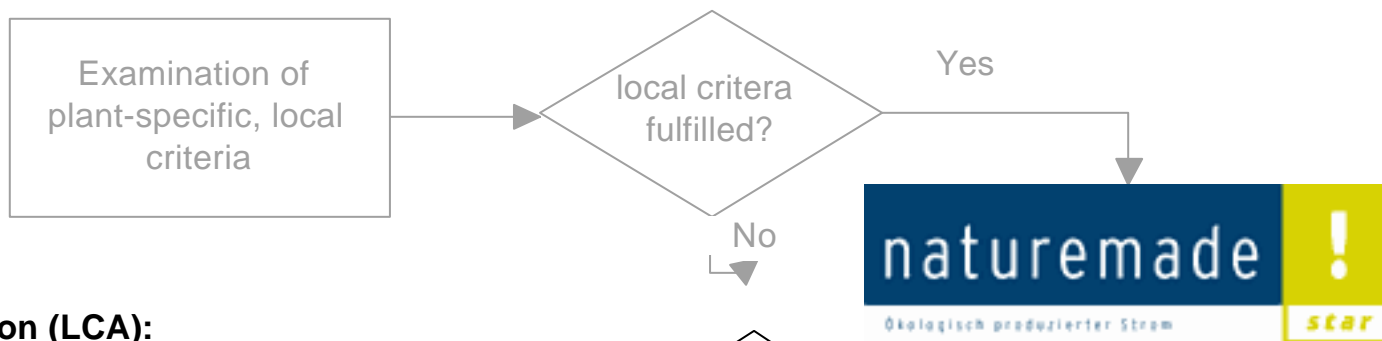 Examination of
plant-specific, local
criteria
local critera
fulfilled?
Yes
No
naturemade !
Ökologisch produzierter Strom
star
on (LCA):